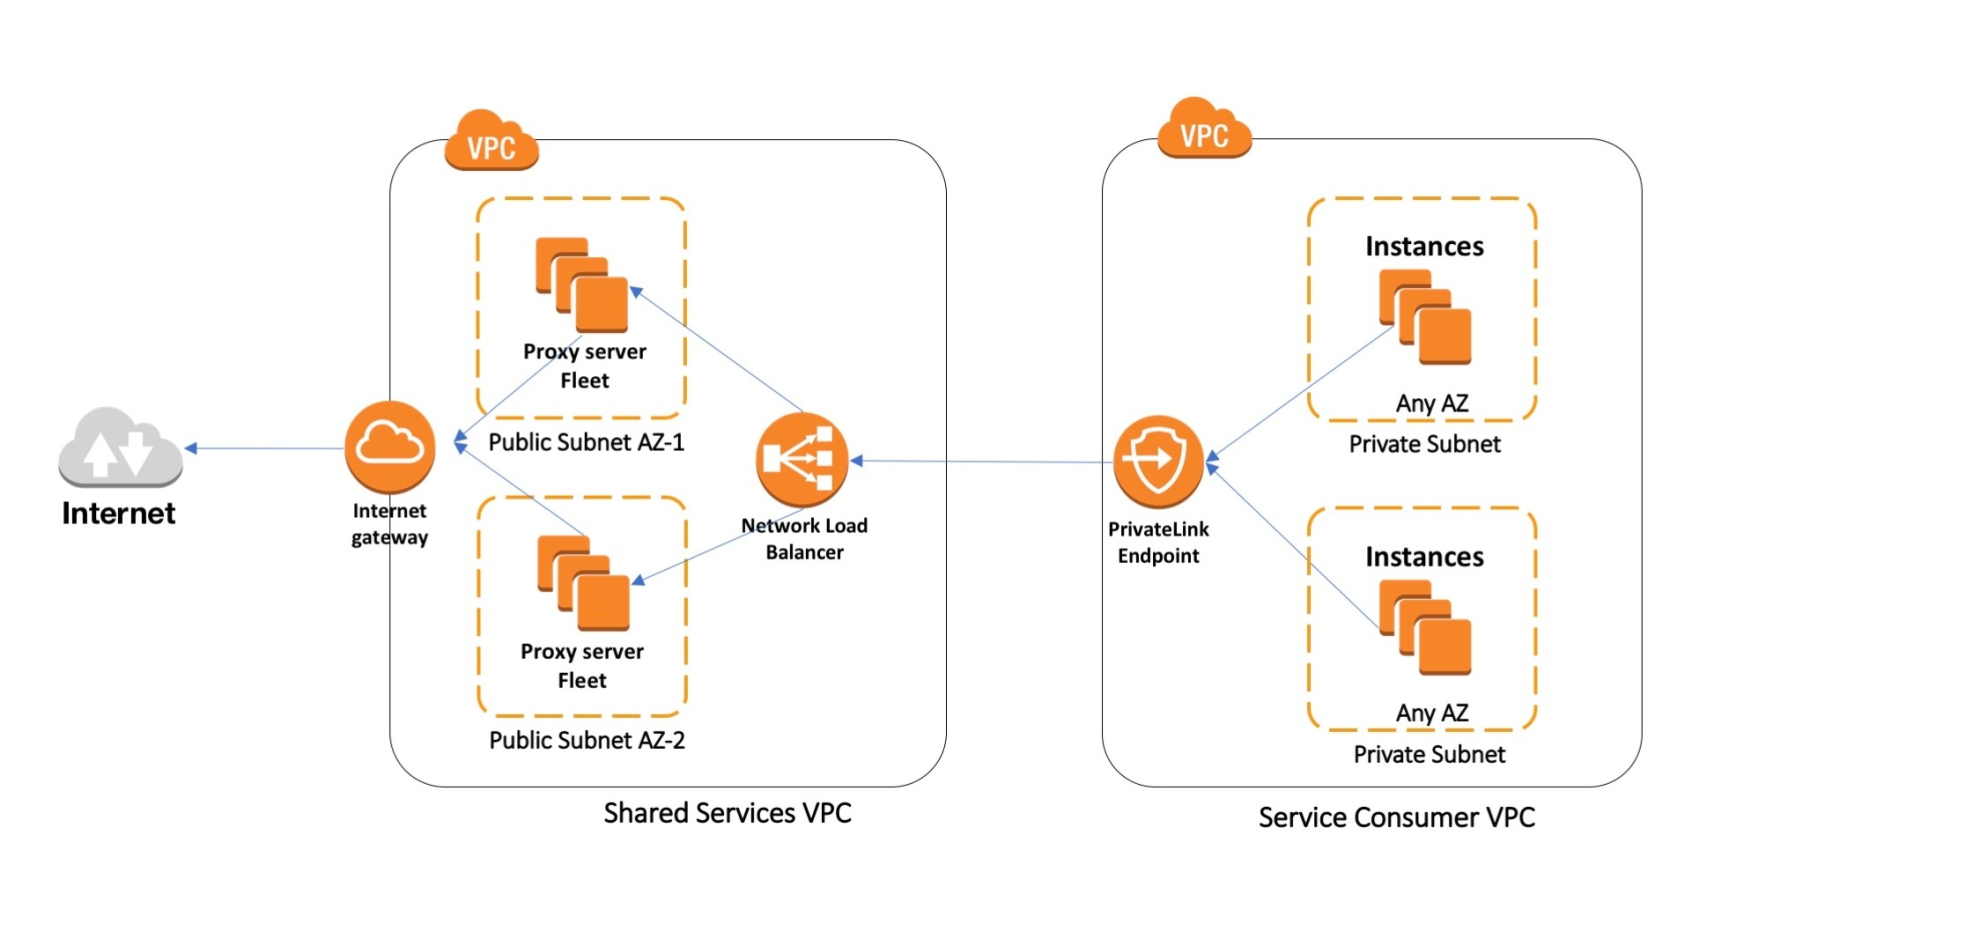 VPC
Proxy server
Fleet
Public Subnet AZ-1
Internet
Internet
gateway
Proxy server
Fleet
Public Subnet AZ-2
Network Load
Balancer
Shared Services VPC
VPC
Instances
Any AZ
Private Subnet
PrivateLink
Endpoint
Instances
Any AZ
Private Subnet
Service Consumer VPC